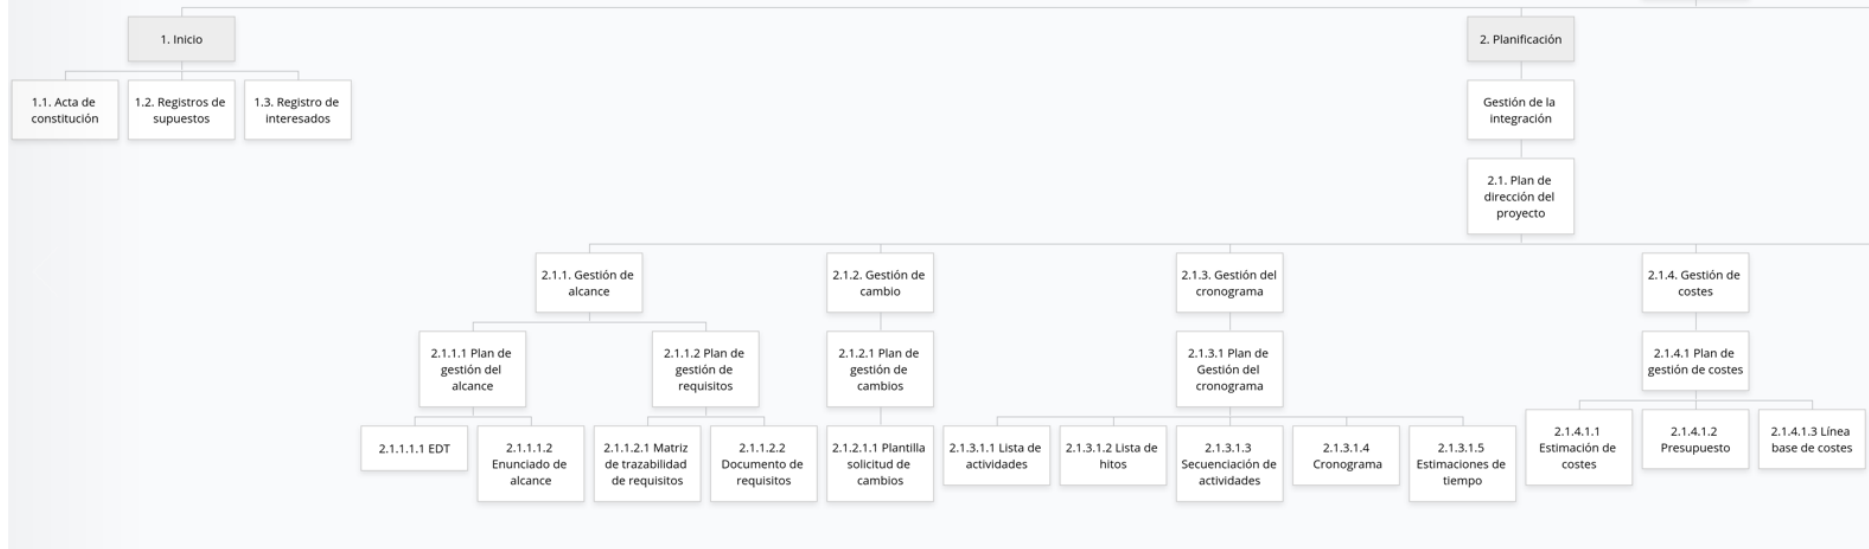 1. Inicio
2. Planificación
1.1. Acta de
constitución
1.2. Registros de
supuestos
1.3. Registro de
interesados
Gestión de la
integración
2.1. Plan de
dirección del
proyecto
2.1.1. Gestión de
alcance
2.1.2. Gestión de
cambio
2.1.3. Gestión del
cronograma
2.1.4. Gestión de
costes
2.1.1.1 Plan de
gestión del
alcance
2.1.1.2 Plan de
gestión de
requisitos
2.1.2.1 Plan de
gestión de
cambios
2.1.3.1 Plan de
Gestión del
cronograma
2.1.4.1 Plan de
gestión de costes
2.1.1.1.1 EDT
2.1.1.1.2
Enunciado de
alcance
2.1.1.2.1 Matriz
de trazabilidad
de requisitos
2.1.1.2.2
Documento de
requisitos
2.1.2.1.1 Plantilla
solicitud de
cambios
2.1.3.1.1 Lista de
actividades
2.1.3.1.2 Lista de
hitos
2.1.3.1.3
Secuenciación de
actividades
2.1.3.1.4
Cronograma
2.1.3.1.5
Estimaciones de
tiempo
2.1.4.1.1
Estimación de
costes
2.1.4.1.2
Presupuesto
2.1.4.1.3 Línea
base de costes